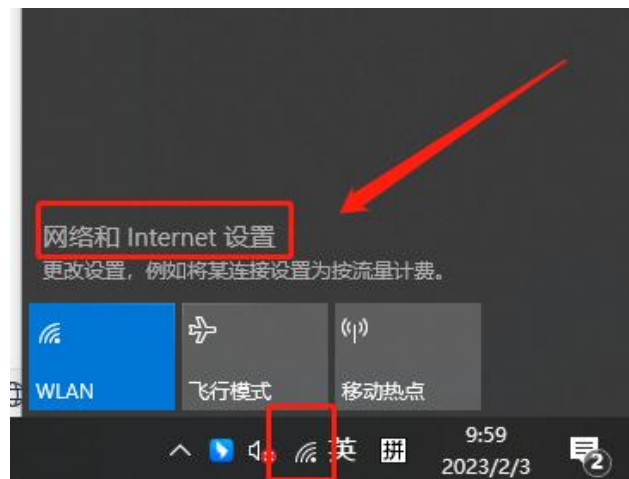 网络和 Internet 设置
更改设置，例如将某连接设置为按流量计费。
WLAN 飞行模式 移动热点
英 拼 9:59
2023/2/3 2